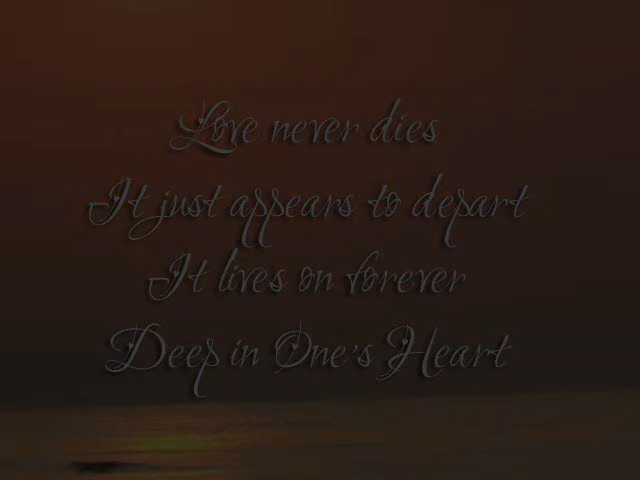 Love never dies
It just appears to depart
It lives on forever
Deep in One's Heart